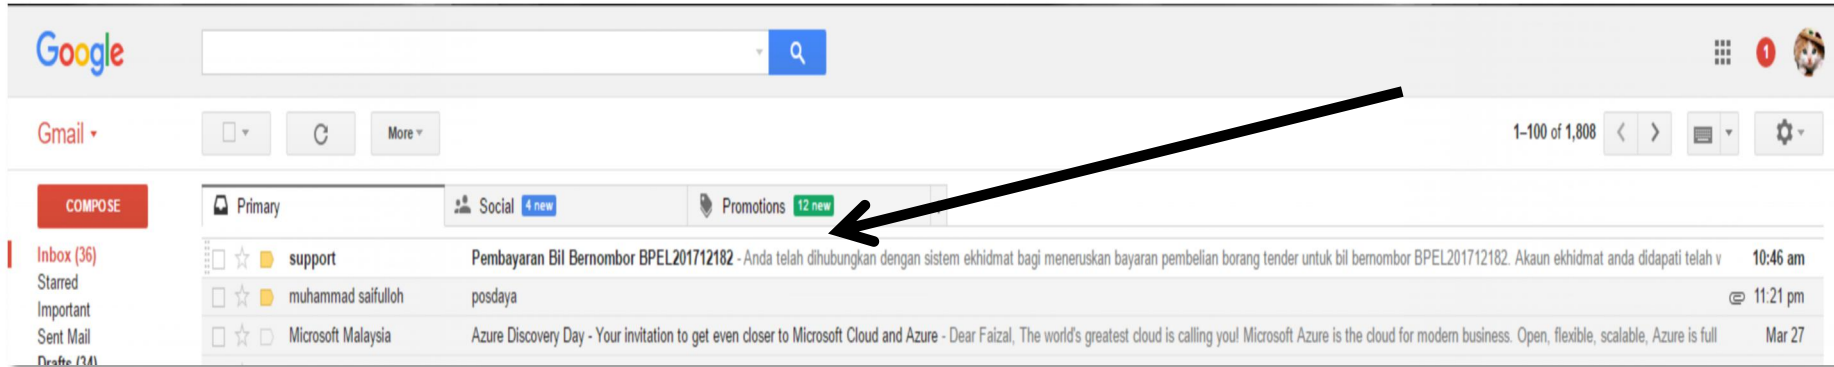 Google
1
Gmail
More
1–100 of 1,808
COMPOSE
Primary
Social 4 new
Promotions 12 new
Inbox (36)
support Pembayaran Bil Bernombor BPEL201712182 - Anda telah dihubungkan dengan sistem ekhidmat bagi meneruskan bayaran pembelian borang tender untuk bil bernombor BPEL201712182. Akaun ekhidmat anda didapati telah v 10:46 am
Starred
muhammad saifulloh posdaya 11:21 pm
Important
Sent Mail
Microsoft Malaysia Azure Discovery Day - Your invitation to get even closer to Microsoft Cloud and Azure - Dear Faizal, The world's greatest cloud is calling you! Microsoft Azure is the cloud for modern business. Open, flexible, scalable, Azure is full Mar 27
Drafts (34)